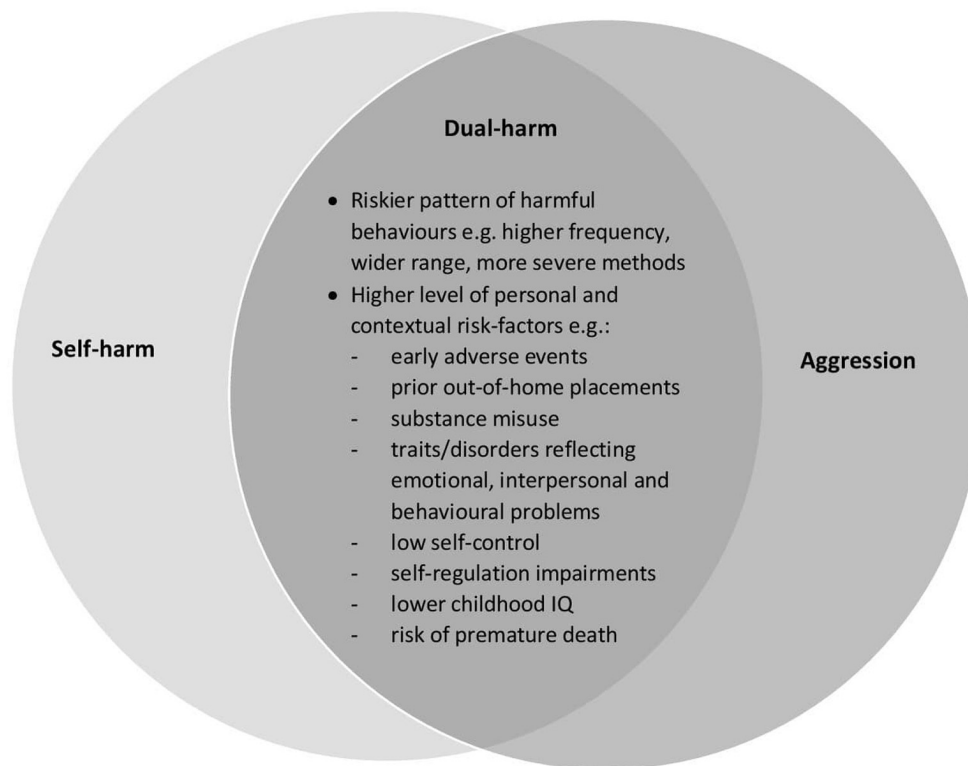 Dual-harm
• Riskier pattern of harmful
behaviours e.g. higher frequency,
wider range, more severe methods
• Higher level of personal and
contextual risk-factors e.g.:
- early adverse events
- prior out-of-home placements
- substance misuse
- traits/disorders reflecting
emotional, interpersonal and
behavioural problems
- low self-control
- self-regulation impairments
- lower childhood IQ
- risk of premature death
Self-harm
Aggression